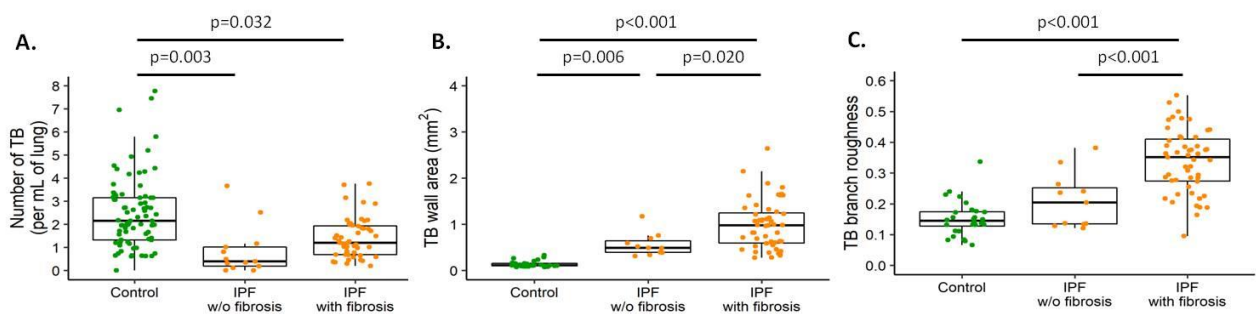 A.
p=0.032
p=0.003
Number of TB
(per mL of lung)
8
7
6
5
4
3
2
1
0
Control
IPF
w/o fibrosis
IPF
with fibrosis
B.
p<0.001
p=0.006
p=0.020
TB wall area (mm²)
4
3
2
1
0
Control
IPF
w/o fibrosis
IPF
with fibrosis
C.
p<0.001
p<0.001
TB branch roughness
0.6
0.5
0.4
0.3
0.2
0.1
0.0
Control
IPF
w/o fibrosis
IPF
with fibrosis